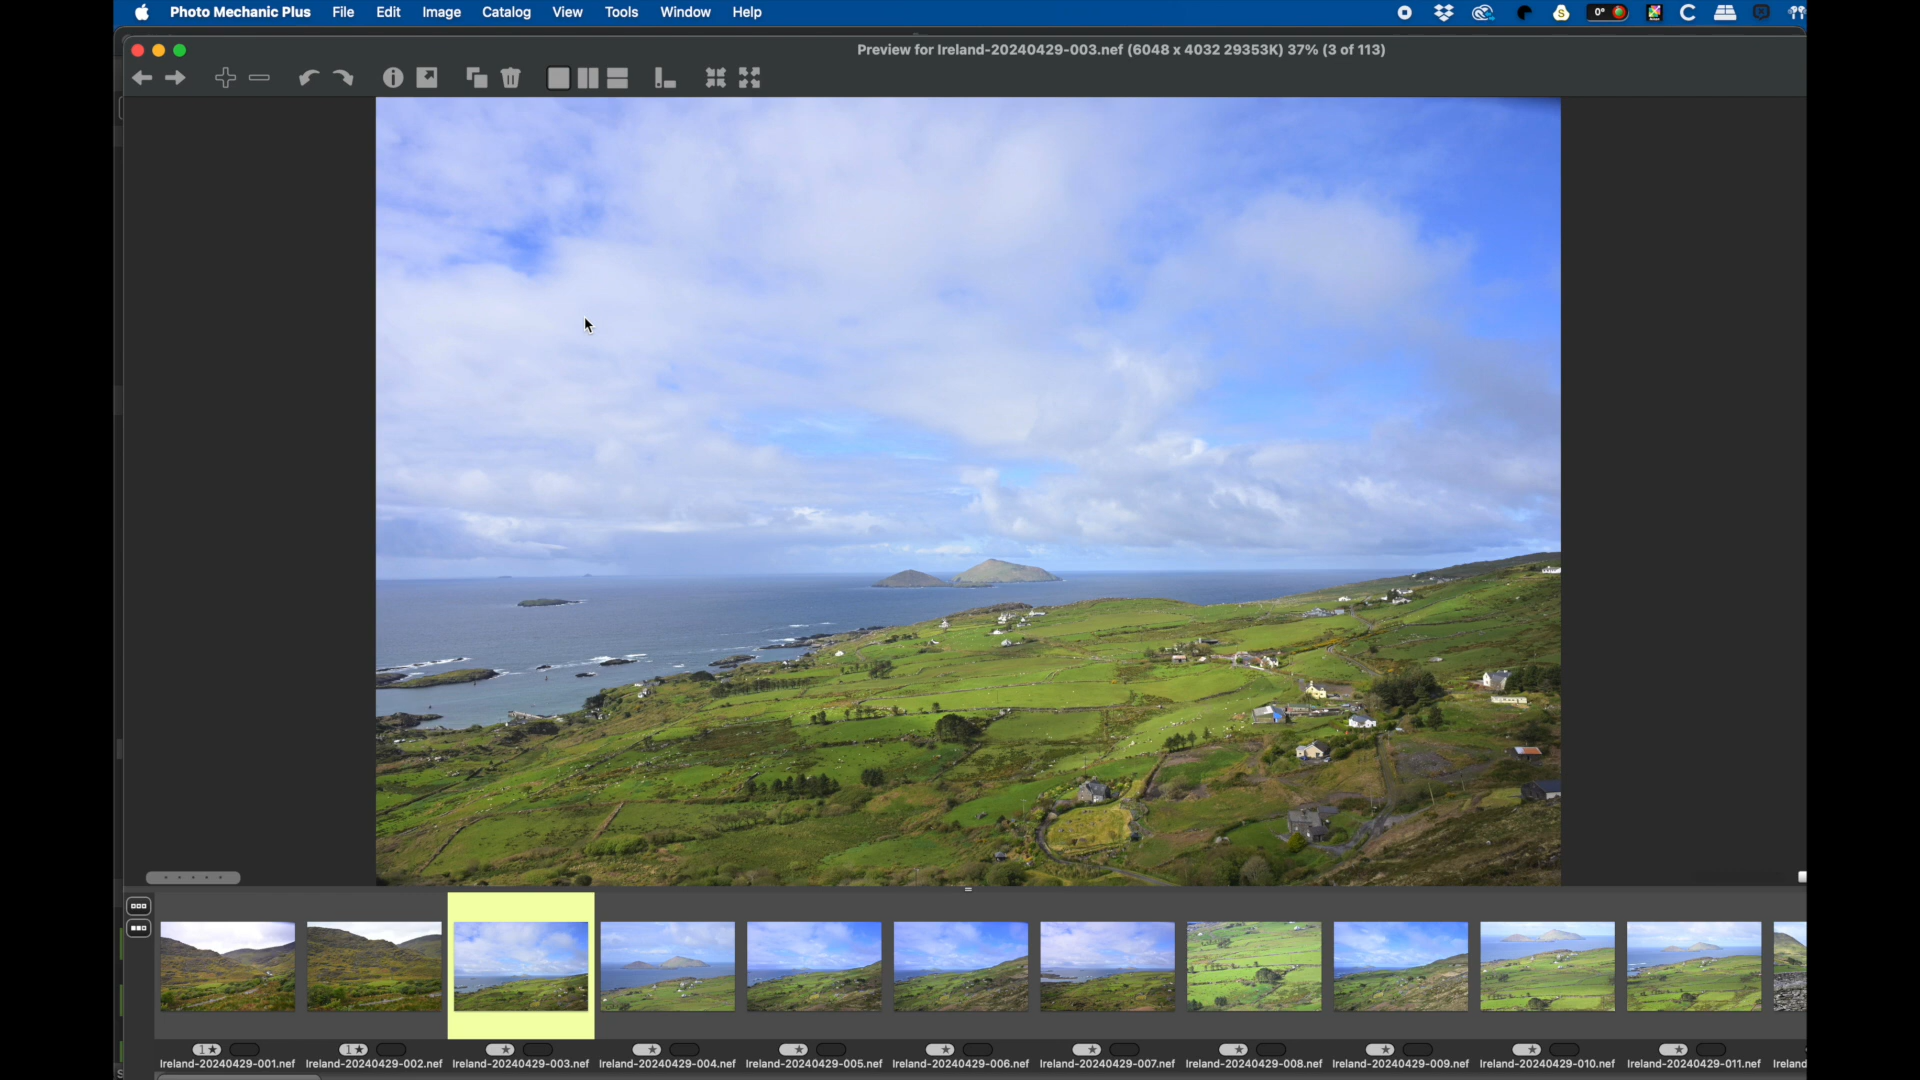 Photo Mechanic Plus File Edit Image Catalog View Tools Window Help
Preview for Ireland-20240429-003.nef (6048 x 4032 29353K) 37% (3 of 113)
1★ 1★ ★ ★ ★ ★ ★ ★ ★ ★ ★
Ireland-20240429-001.nef Ireland-20240429-002.nef Ireland-20240429-003.nef Ireland-20240429-004.nef Ireland-20240429-005.nef Ireland-20240429-006.nef Ireland-20240429-007.nef Ireland-20240429-008.nef Ireland-20240429-009.nef Ireland-20240429-010.nef Ireland-20240429-011.nef Ireland